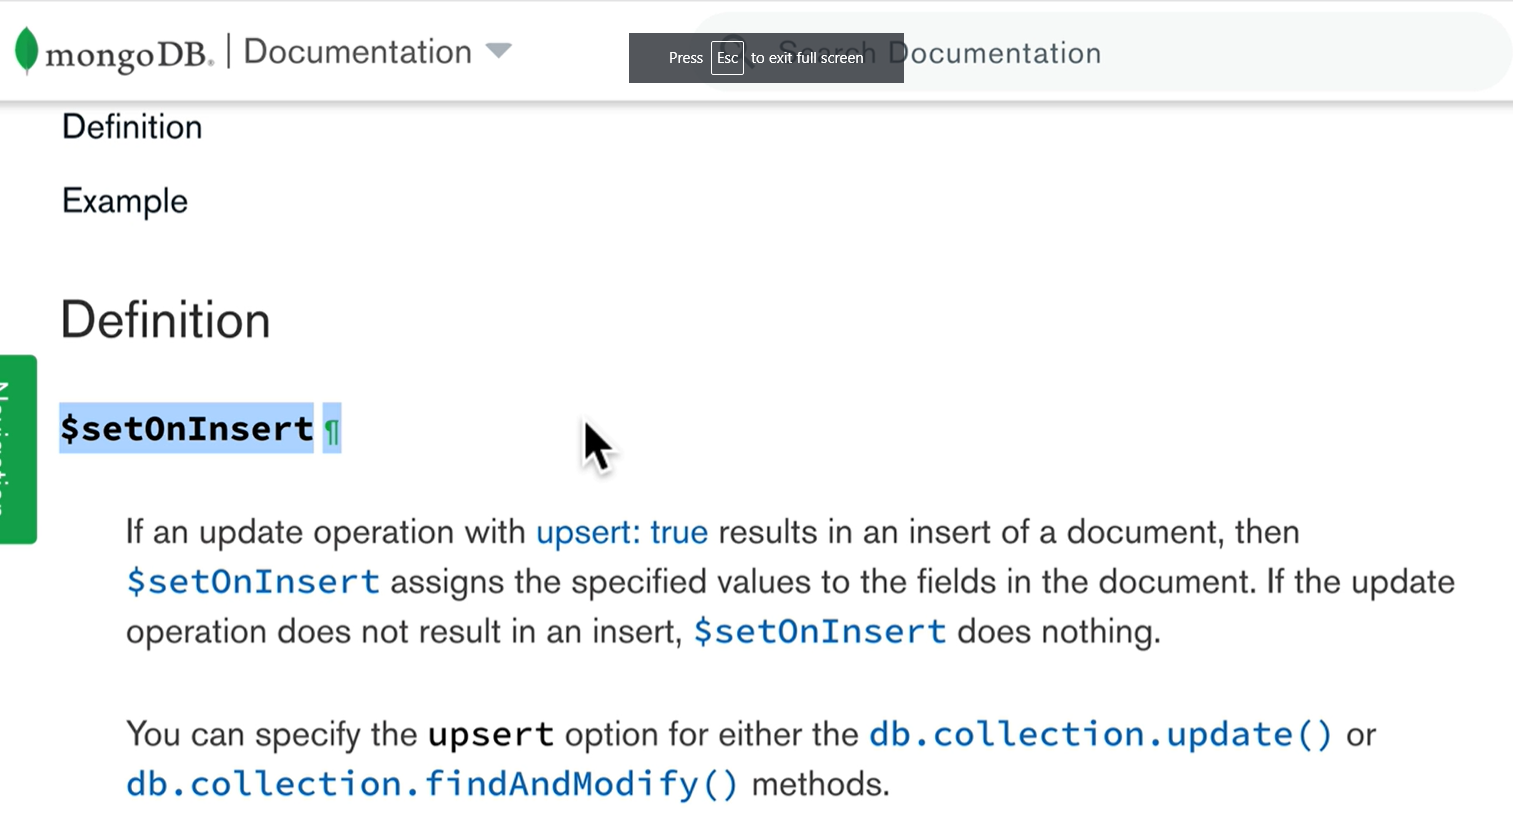 mongoDB. | Documentation
Press Esc to exit full screen
Search Documentation
Definition
Example
Definition
Navigation
$setOnInsert ¶
If an update operation with upsert: true results in an insert of a document, then
$setOnInsert assigns the specified values to the fields in the document. If the update
operation does not result in an insert, $setOnInsert does nothing.
You can specify the upsert option for either the db.collection.update() or
db.collection.findAndModify() methods.